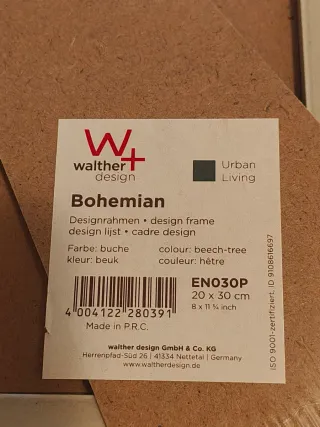 W+
walther
design
Urban
Living
Bohemian
Designrahmen • design frame
design lijst • cadre design
Farbe: buche colour: beech-tree
kleur: beuk couleur: hêtre
EN030P
20 x 30 cm
8 x 11 ¾ inch
4 004122 280391
Made in P.R.C.
walther design GmbH & Co. KG
Herrenpfad-Süd 26 | 41334 Nettetal | Germany
www.waltherdesign.de
ISO 9001-zertifiziert. ID 9108616697